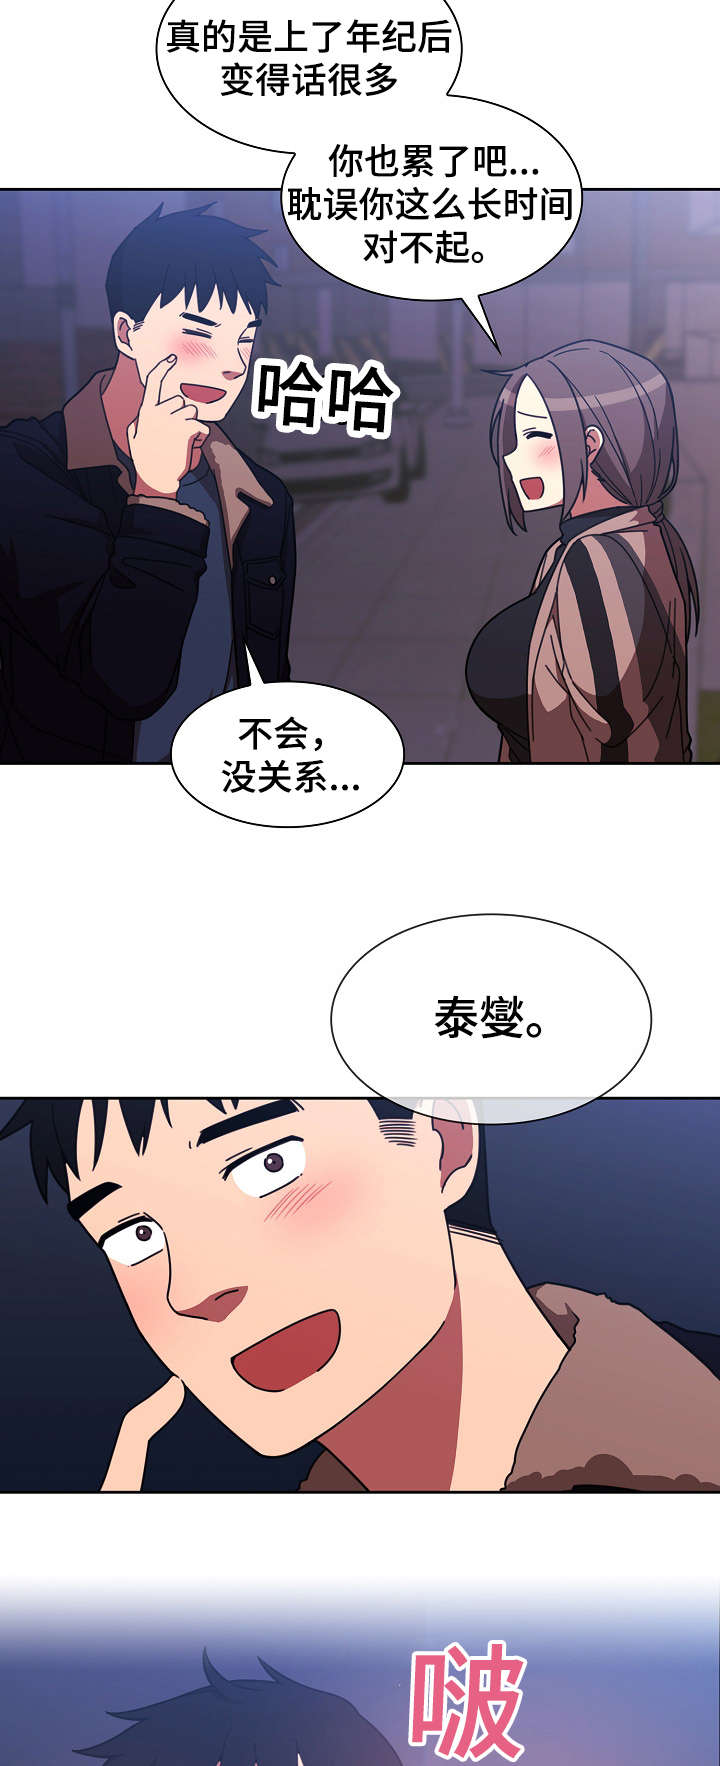 真的是上了年纪后
变得话很多
你也累了吧...
耽误你这么长时间
对不起。
哈哈
不会，
没关系...
泰燮。
啵